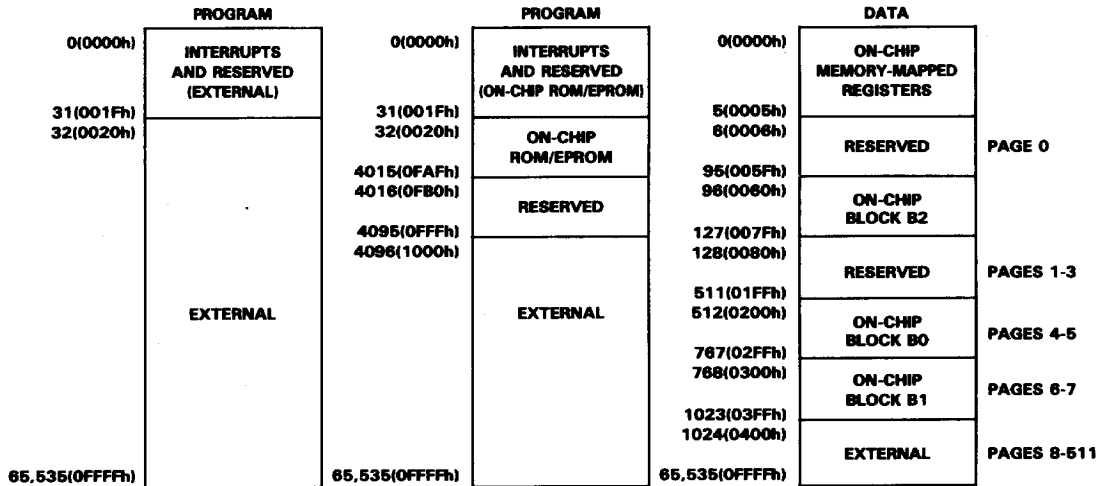 PROGRAM
0(0000h)
INTERRUPTS
AND RESERVED
(EXTERNAL)
31(001Fh)
32(0020h)
EXTERNAL
65,535(0FFFFh)
PROGRAM
0(0000h)
INTERRUPTS
AND RESERVED
(ON-CHIP ROM/EPROM)
31(001Fh)
32(0020h)
ON-CHIP
ROM/EPROM
4015(0FAFh)
4016(0FB0h)
RESERVED
4095(0FFFh)
4096(1000h)
EXTERNAL
65,535(0FFFFh)
DATA
0(0000h)
ON-CHIP
MEMORY-MAPPED
REGISTERS
5(0005h)
6(0006h)
RESERVED
PAGE 0
95(005Fh)
96(0060h)
ON-CHIP
BLOCK B2
127(007Fh)
128(0080h)
RESERVED
PAGES 1-3
511(01FFh)
512(0200h)
ON-CHIP
BLOCK B0
PAGES 4-5
767(02FFh)
768(0300h)
ON-CHIP
BLOCK B1
PAGES 6-7
1023(03FFh)
1024(0400h)
EXTERNAL
PAGES 8-511
65,535(0FFFFh)